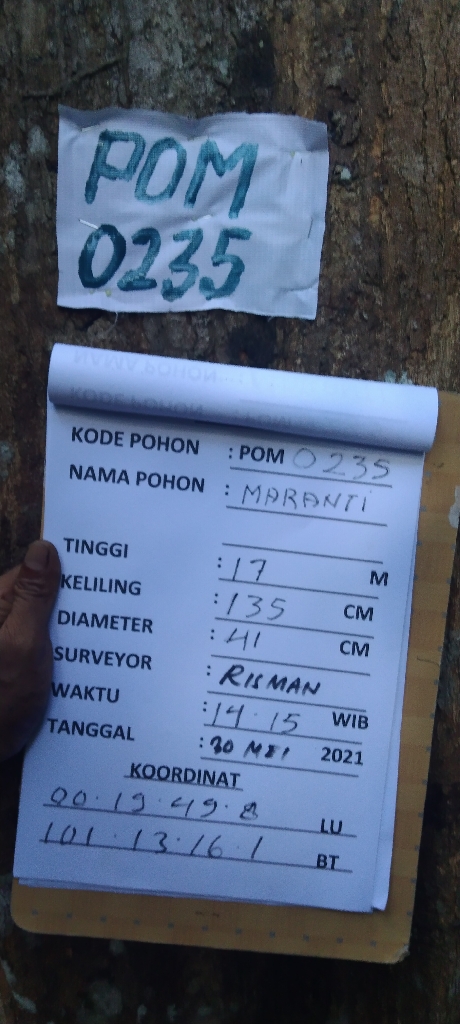 POM
0235
KODE POHON : POM 0235
NAMA POHON : MARANTI
TINGGI : 17 M
KELILING : 135 CM
DIAMETER : 41 CM
SURVEYOR : RISMAN
WAKTU : 14.15 WIB
TANGGAL : 30 MEI 2021
KOORDINAT
00.19.49.8 LU
101.13.16.1 BT